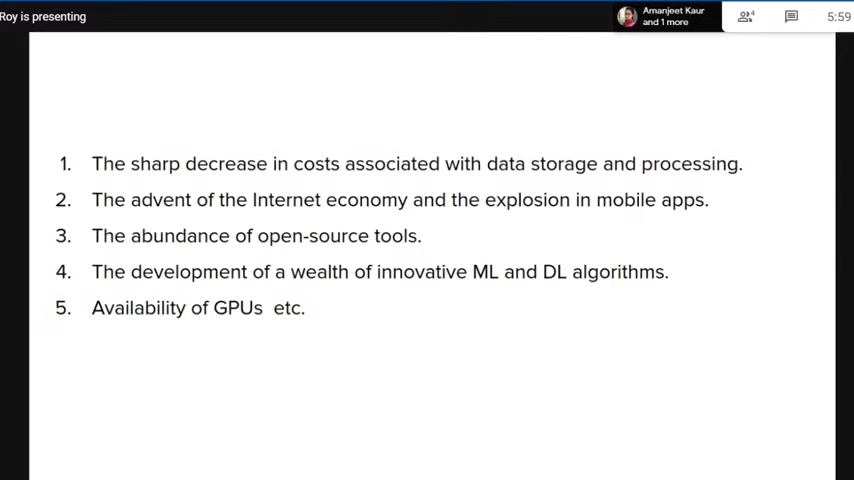 Roy is presenting
Amanjeet Kaur
and 1 more
4
5:59
1. The sharp decrease in costs associated with data storage and processing.
2. The advent of the Internet economy and the explosion in mobile apps.
3. The abundance of open-source tools.
4. The development of a wealth of innovative ML and DL algorithms.
5. Availability of GPUs etc.